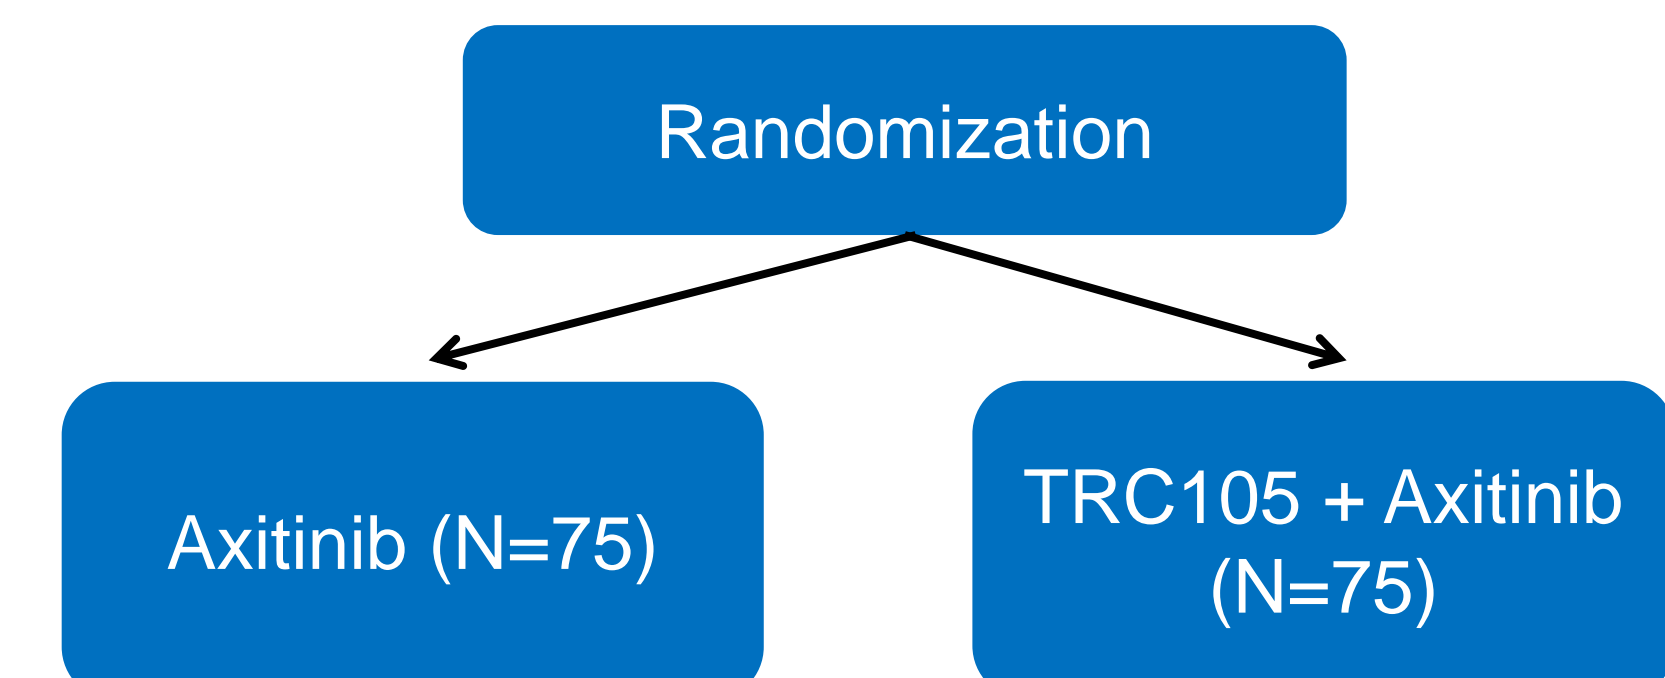 Randomization
Axitinib (N=75)
TRC105 + Axitinib
(N=75)